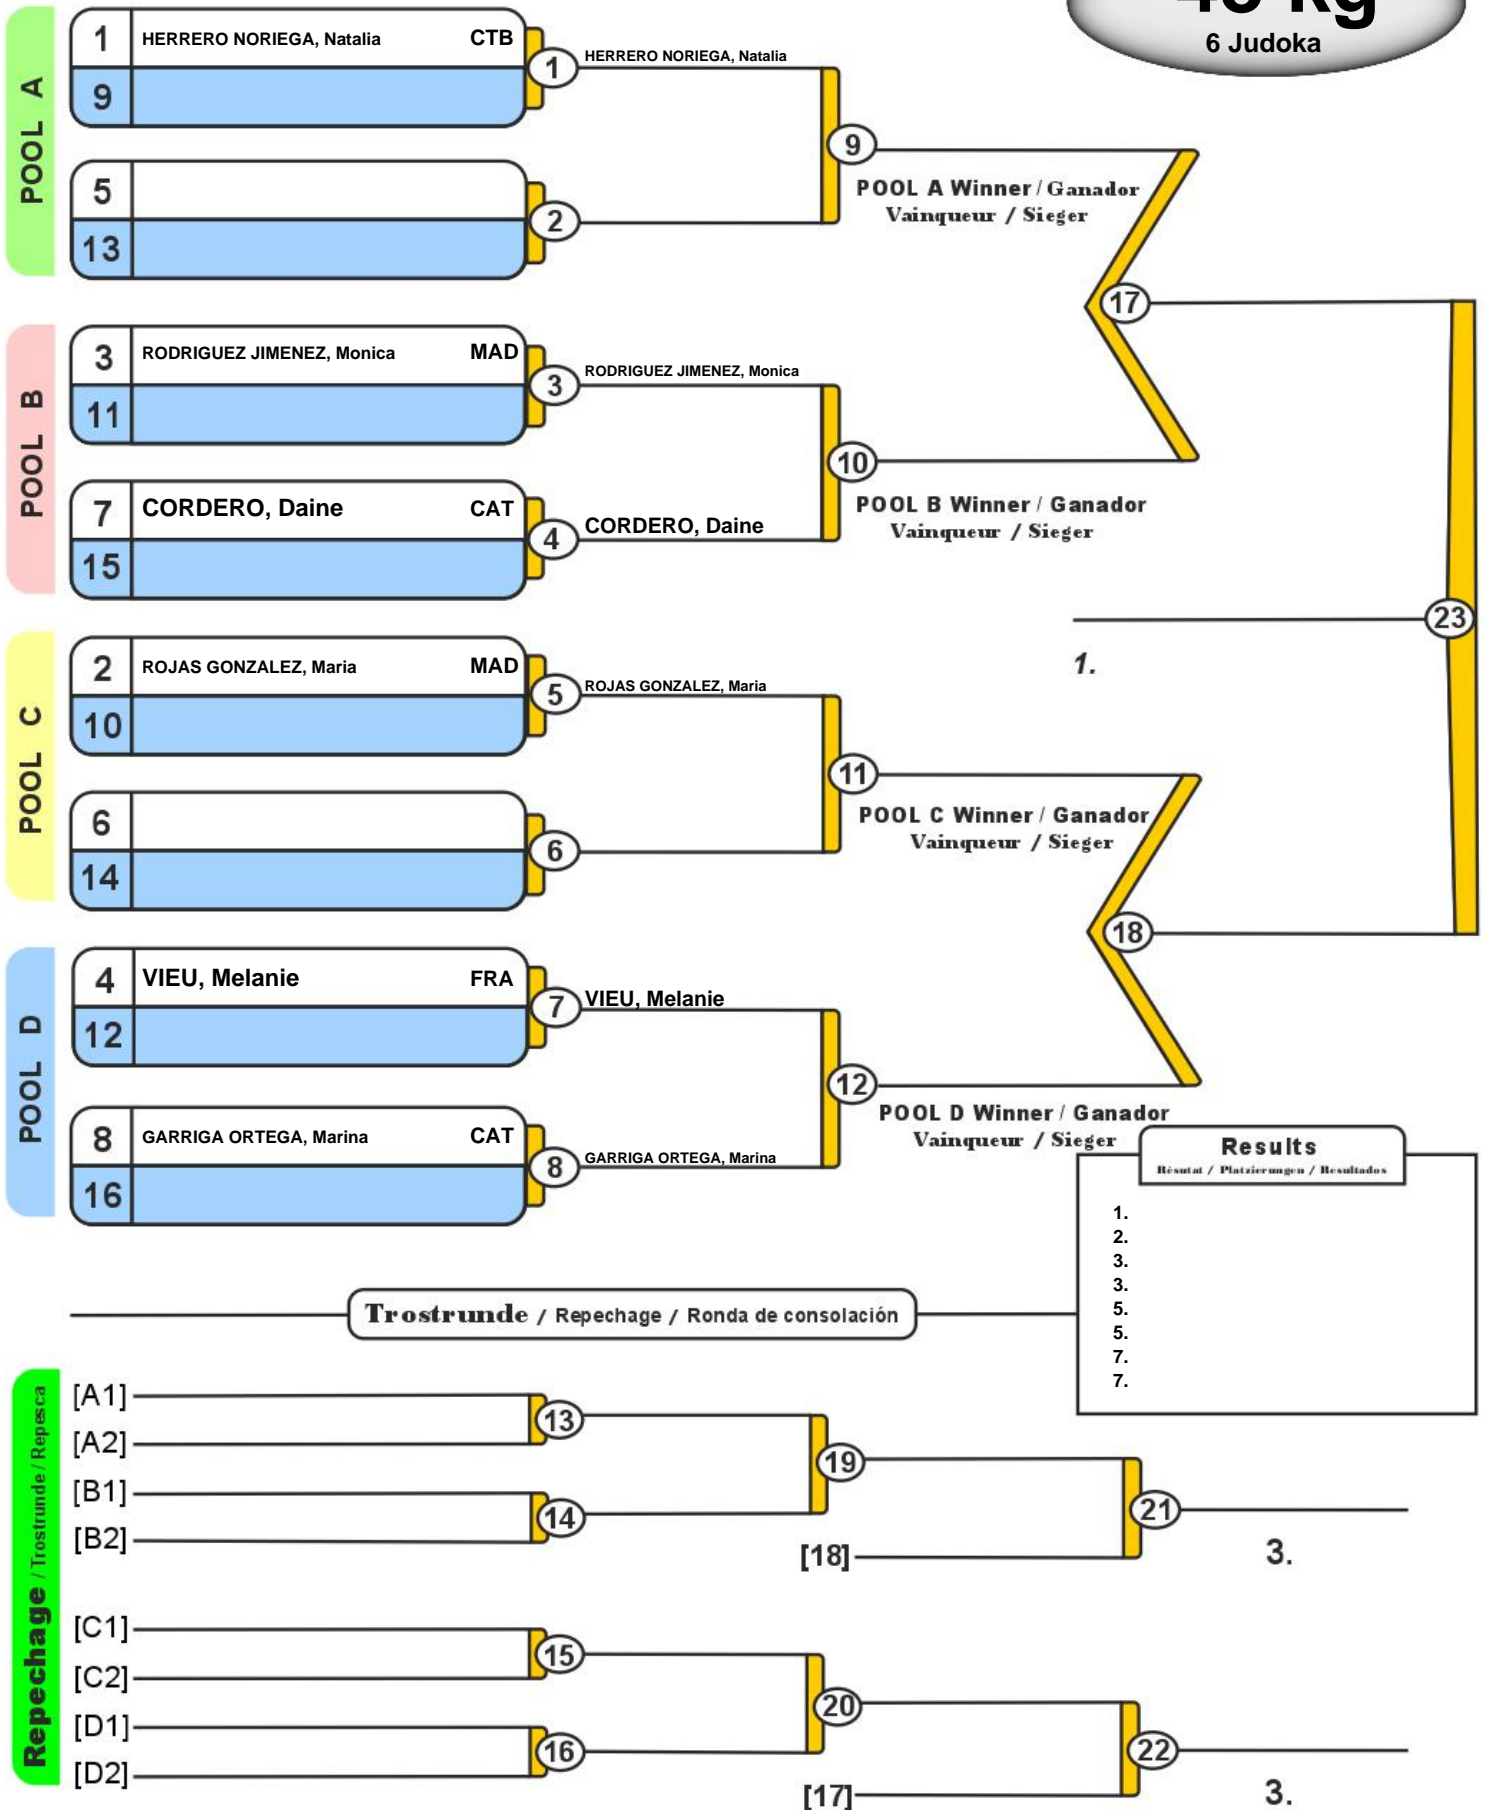 6 Judoka
POOL A
1 HERRERO NORIEGA, Natalia CTB
9
1
HERRERO NORIEGA, Natalia
5
13
2
9
POOL A Winner / Ganador
Vainqueur / Sieger
17
POOL B
3 RODRIGUEZ JIMENEZ, Monica MAD
11
3
RODRIGUEZ JIMENEZ, Monica
7 CORDERO, Daine CAT
15
4
CORDERO, Daine
10
POOL B Winner / Ganador
Vainqueur / Sieger
23
1.
POOL C
2 ROJAS GONZALEZ, Maria MAD
10
5
ROJAS GONZALEZ, Maria
6
14
6
11
POOL C Winner / Ganador
Vainqueur / Sieger
18
POOL D
4 VIEU, Melanie FRA
12
7
VIEU, Melanie
8 GARRIGA ORTEGA, Marina CAT
16
8
GARRIGA ORTEGA, Marina
12
POOL D Winner / Ganador
Vainqueur / Sieger
Results
Résutat / Platzierungen / Resultados
1.
2.
3.
3.
5.
5.
7.
7.
Trostrunde / Repechage / Ronda de consolación
Repechage / Trostrunde / Repesca
[A1]
[A2]
13
[B1]
[B2]
14
19
[18]
21
3.
[C1]
[C2]
15
[D1]
[D2]
16
20
[17]
22
3.